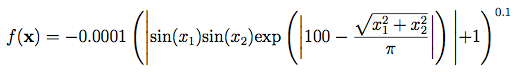 f(𝐱) = −0.0001 ( | sin(x₁)sin(x₂)exp ( | 100 − √(x₁² + x₂²) / π | ) | +1 )^0.1